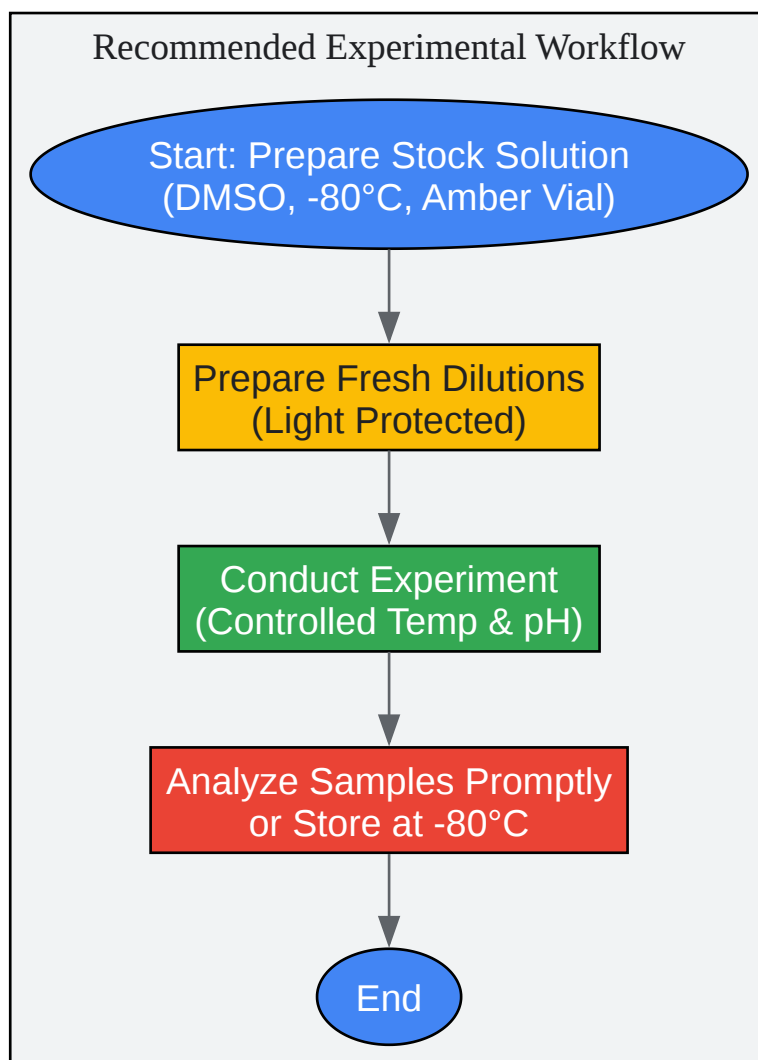 Recommended Experimental Workflow
Start: Prepare Stock Solution
(DMSO, -80°C, Amber Vial)
Prepare Fresh Dilutions
(Light Protected)
Conduct Experiment
(Controlled Temp & pH)
Analyze Samples Promptly
or Store at -80°C
End